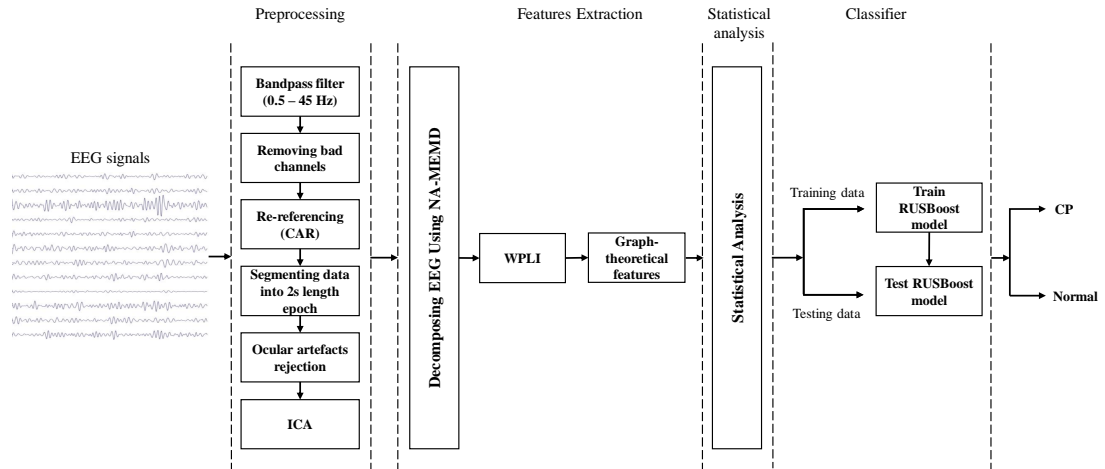 Preprocessing
Features Extraction
Statistical
analysis
Classifier
EEG signals
Bandpass filter
(0.5 – 45 Hz)
Removing bad
channels
Re-referencing
(CAR)
Segmenting data
into 2s length
epoch
Ocular artefacts
rejection
ICA
Decomposing EEG Using NA-MEMD
WPLI
Graph-
theoretical
features
Statistical Analysis
Training data
Testing data
Train
RUSBoost
model
Test RUSBoost
model
CP
Normal